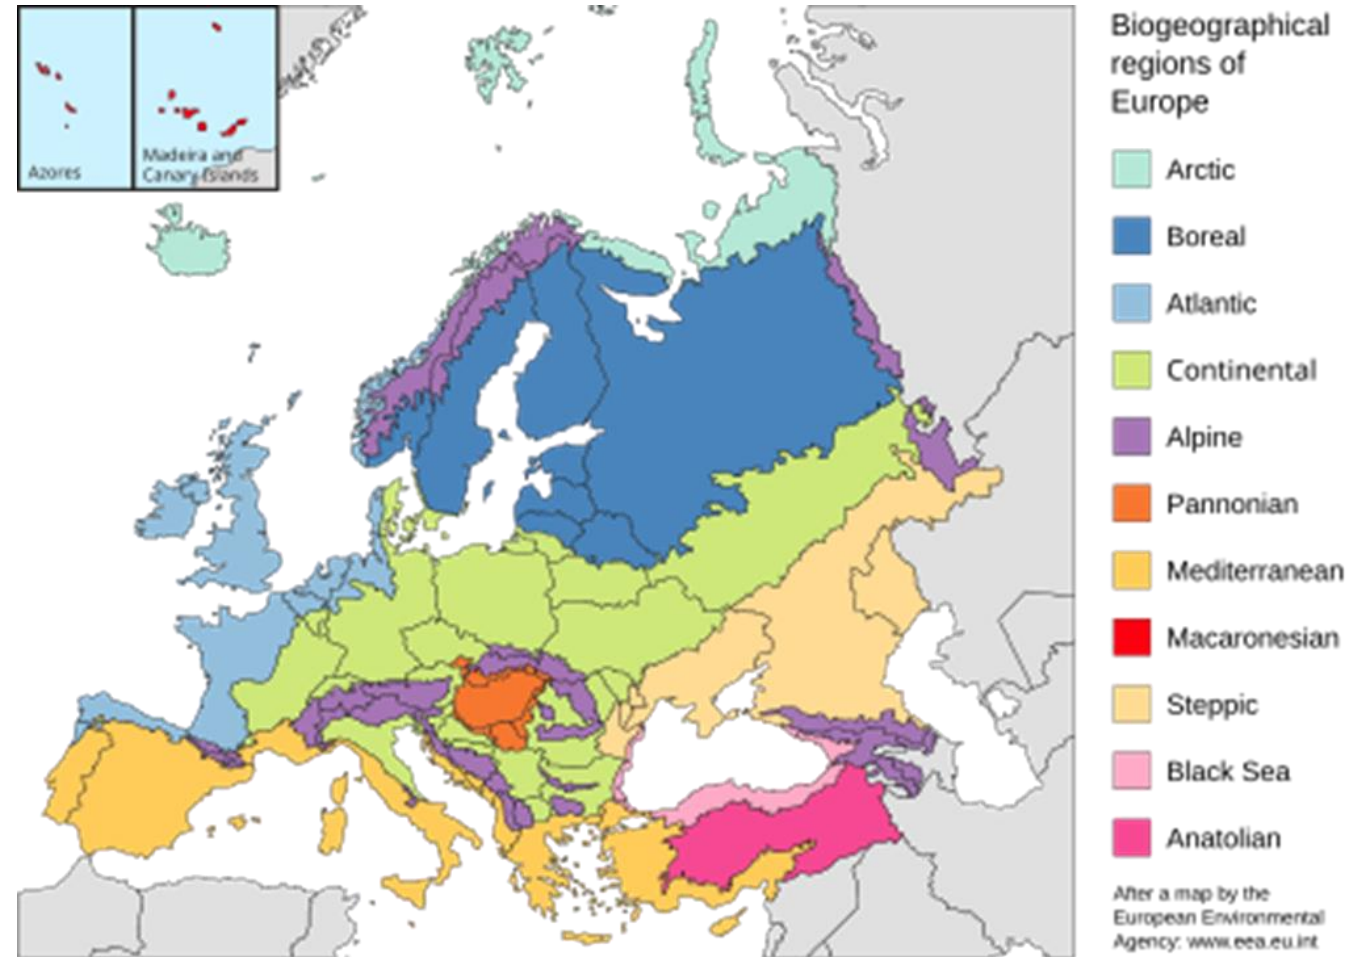 Azores
Madeira and
Canary Islands
Biogeographical
regions of
Europe
Arctic
Boreal
Atlantic
Continental
Alpine
Pannonian
Mediterranean
Macaronesian
Steppic
Black Sea
Anatolian
After a map by the
European Environmental
Agency: www.eea.eu.int